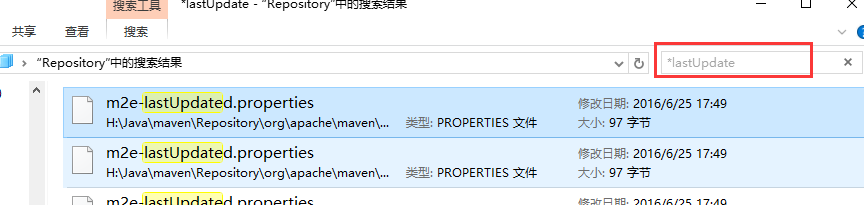 搜索工具
*lastUpdate - "Repository"中的搜索结果
共享 查看 搜索
"Repository"中的搜索结果
*lastUpdate
m2e-lastUpdated.properties
修改日期: 2016/6/25 17:49
H:\Java\maven\Repository\org\apache\maven\...
类型: PROPERTIES 文件
大小: 97 字节
m2e-lastUpdated.properties
修改日期: 2016/6/25 17:49
H:\Java\maven\Repository\org\apache\maven\...
类型: PROPERTIES 文件
大小: 97 字节
m2e-lastUpdated.properties